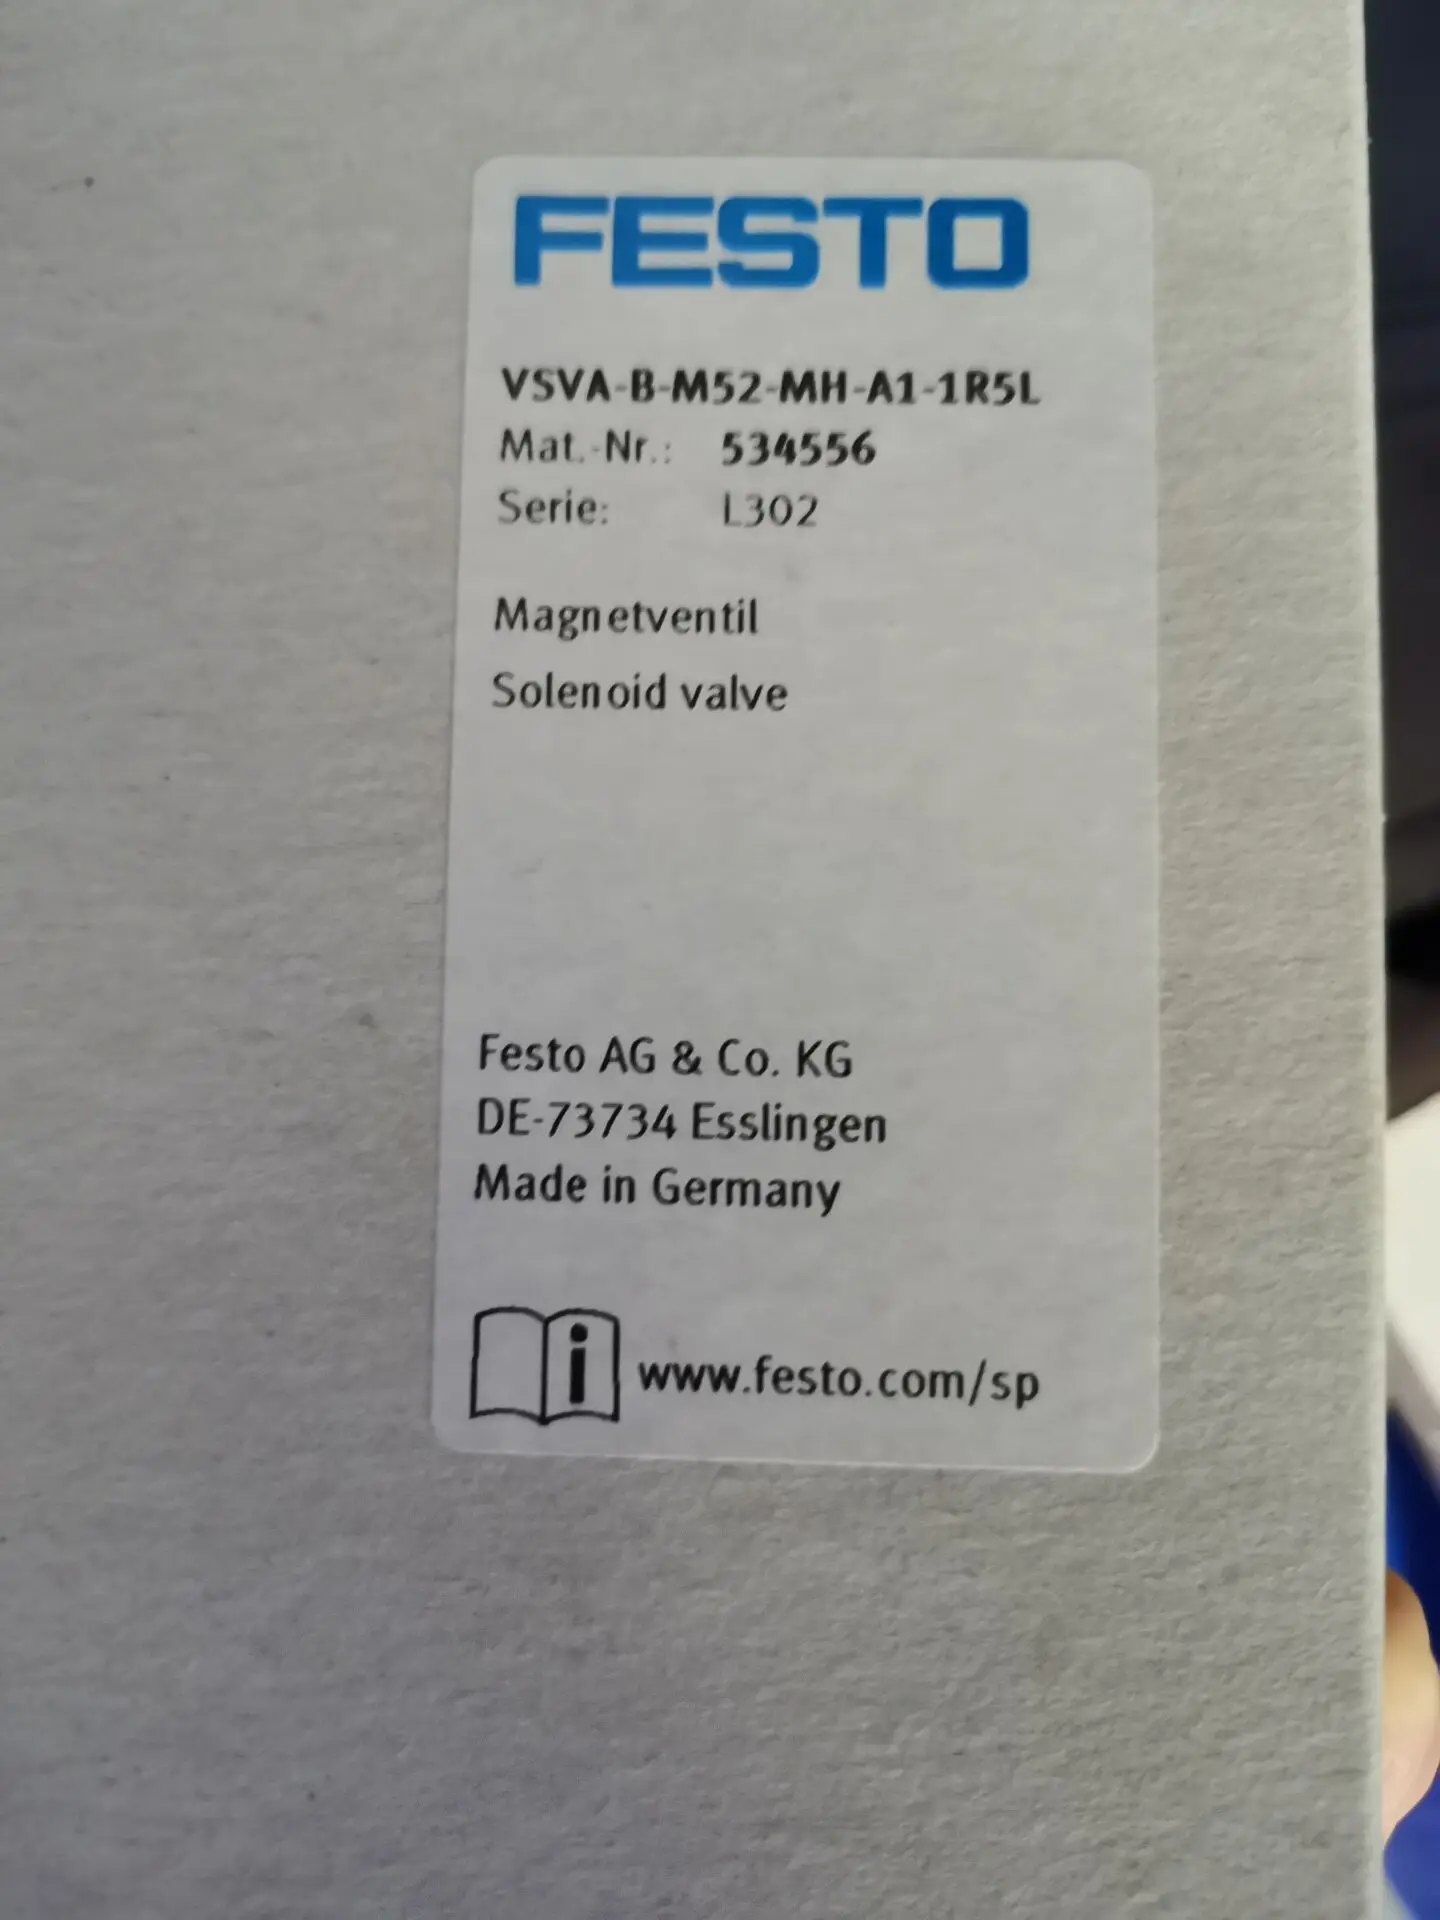 FESTO
VSVA-B-M52-MH-A1-1R5L
Mat.-Nr.: 534556
Serie: L302
Magnetventil
Solenoid valve
Festo AG & Co. KG
DE-73734 Esslingen
Made in Germany
i www.festo.com/sp